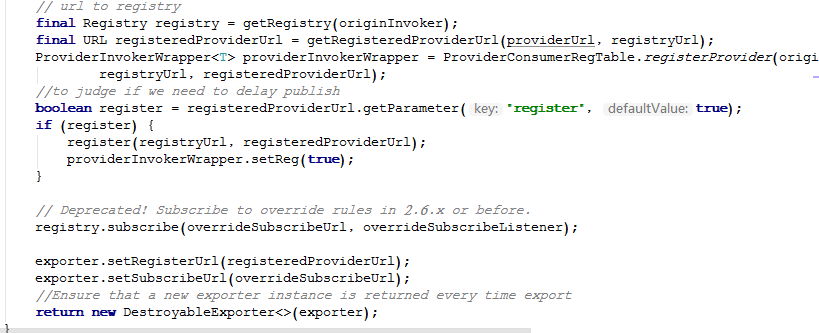 // url to registry
final Registry registry = getRegistry(originInvoker);
final URL registeredProviderUrl = getRegisteredProviderUrl(providerUrl, registryUrl);
ProviderInvokerWrapper<T> providerInvokerWrapper = ProviderConsumerRegTable.registerProvider(origi
registryUrl, registeredProviderUrl);
//to judge if we need to delay publish
boolean register = registeredProviderUrl.getParameter( key: "register", defaultValue: true);
if (register) {
register(registryUrl, registeredProviderUrl);
providerInvokerWrapper.setReg(true);
}
// Deprecated! Subscribe to override rules in 2.6.x or before.
registry.subscribe(overrideSubscribeUrl, overrideSubscribeListener);
exporter.setRegisterUrl(registeredProviderUrl);
exporter.setSubscribeUrl(overrideSubscribeUrl);
//Ensure that a new exporter instance is returned every time export
return new DestroyableExporter<>(exporter);
}